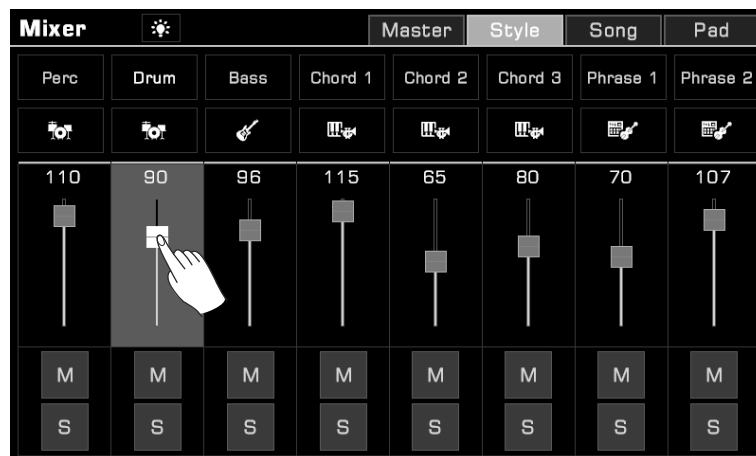 Mixer Master Style Song Pad
Perc Drum Bass Chord 1 Chord 2 Chord 3 Phrase 1 Phrase 2
110 90 96 115 65 80 70 107
M M M M M M M M
S S S S S S S S